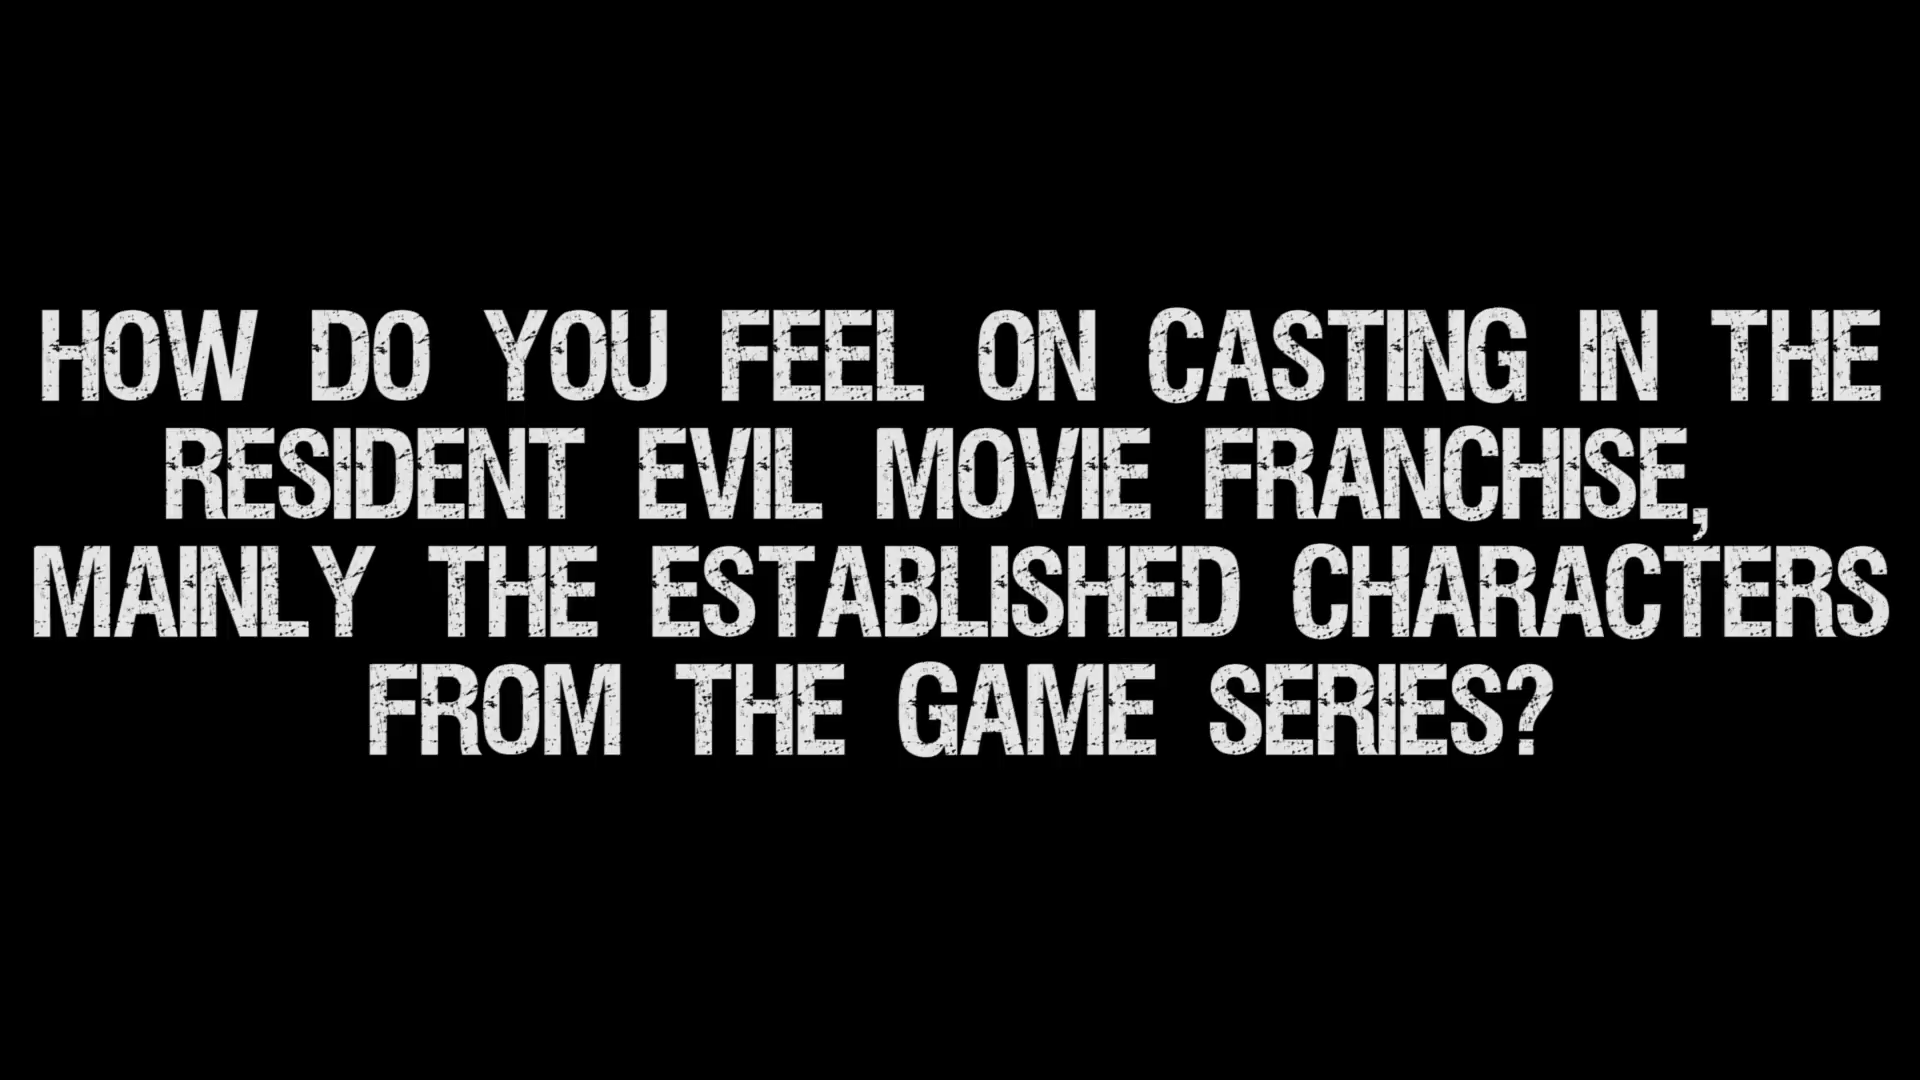 HOW DO YOU FEEL ON CASTING IN THE
RESIDENT EVIL MOVIE FRANCHISE,
MAINLY THE ESTABLISHED CHARACTERS
FROM THE GAME SERIES?